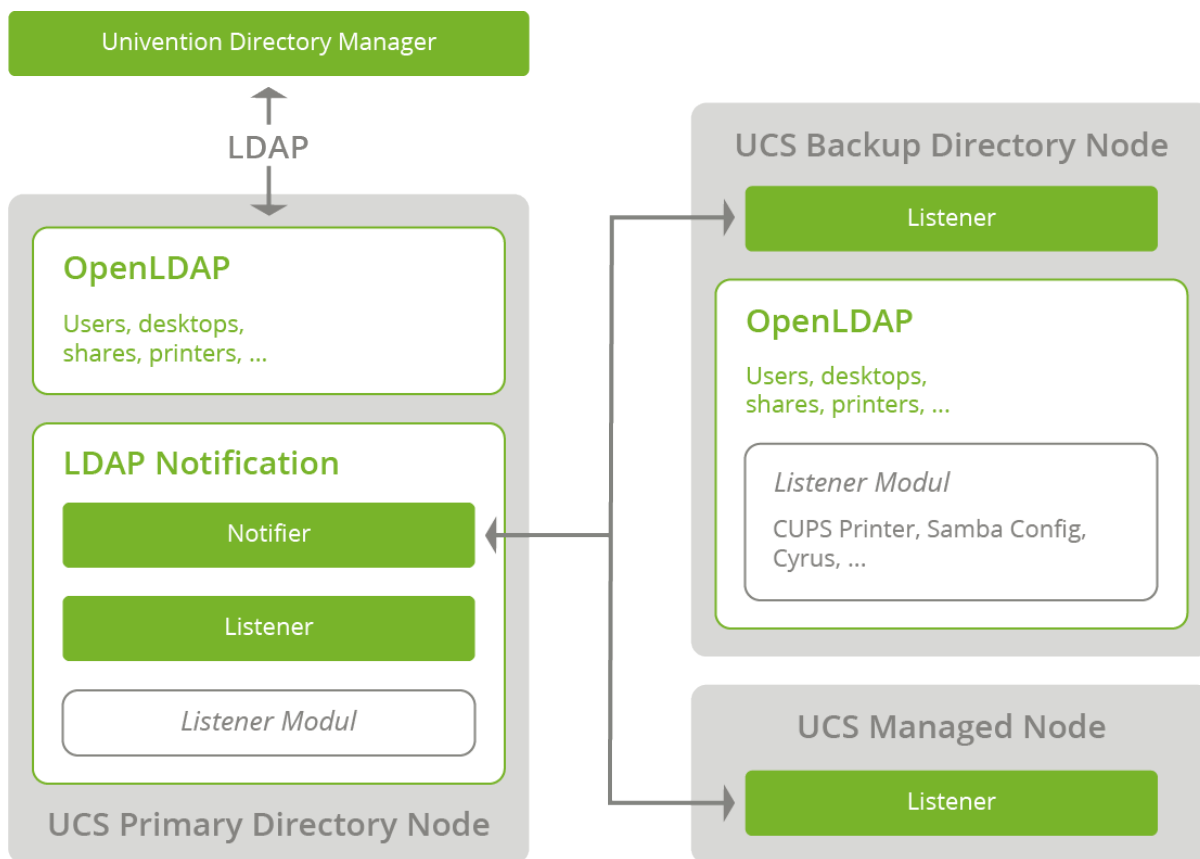 Univention Directory Manager
LDAP
OpenLDAP
Users, desktops,
shares, printers, ...
LDAP Notification
Notifier
Listener
Listener Modul
UCS Primary Directory Node
UCS Backup Directory Node
Listener
OpenLDAP
Users, desktops,
shares, printers, ...
Listener Modul
CUPS Printer, Samba Config,
Cyrus, ...
UCS Managed Node
Listener